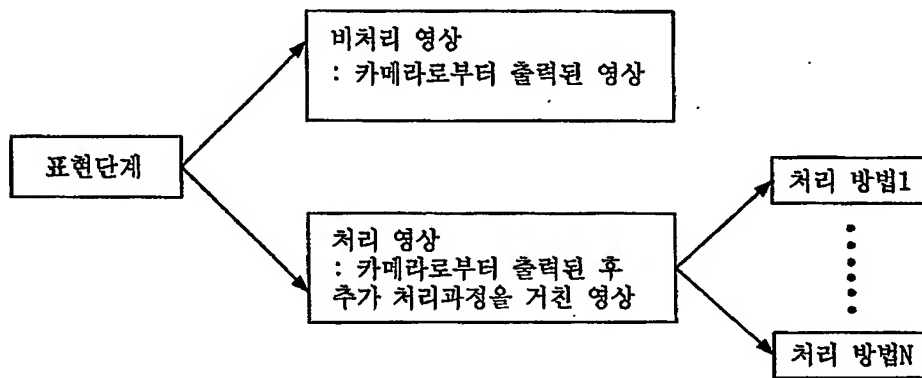 비처리 영상
: 카메라로부터 출력된 영상
표현단계
처리 영상
: 카메라로부터 출력된 후
추가 처리과정을 거친 영상
처리 방법1
처리 방법N